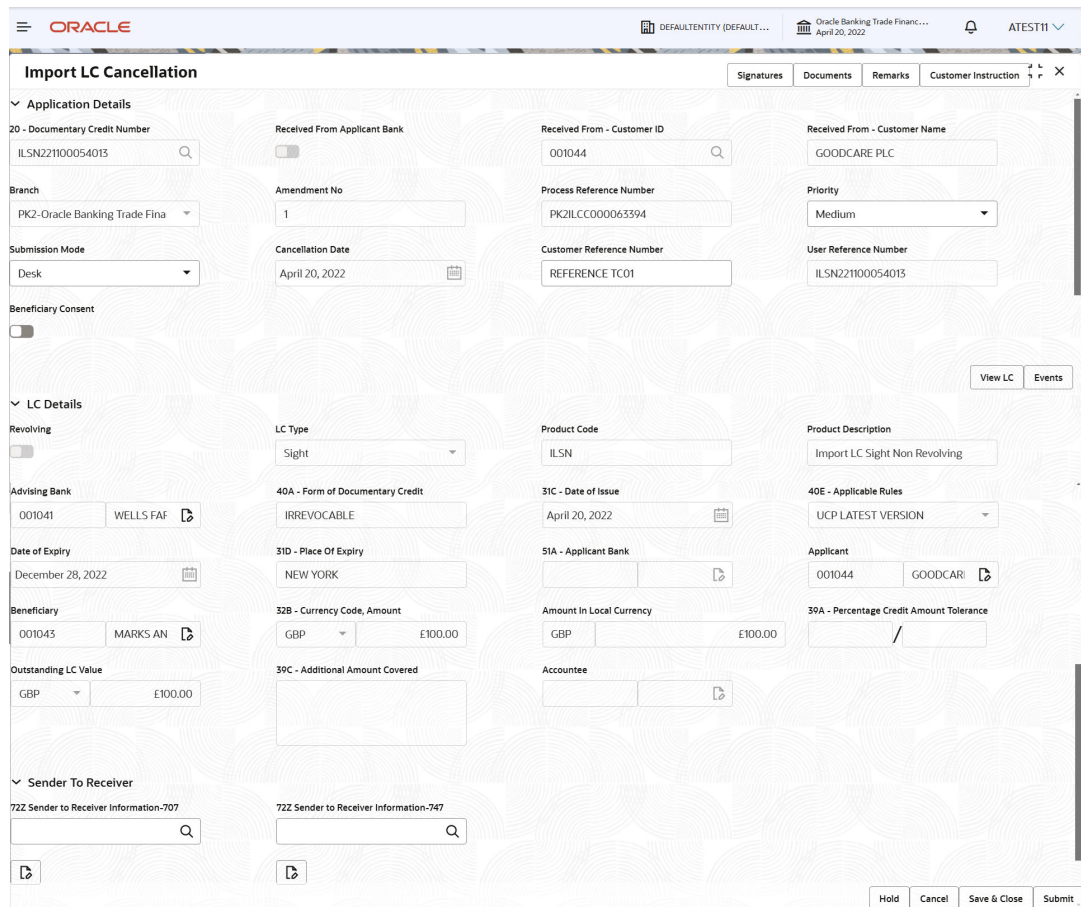 ORACLE
DEFAULTENTITY (DEFAULT...
Oracle Banking Trade Financ...
April 20, 2022
ATEST11
Import LC Cancellation
Signatures Documents Remarks Customer Instruction
Application Details
20 - Documentary Credit Number Received From Applicant Bank Received From - Customer ID Received From - Customer Name
ILSN221100054013 001044 GOODCARE PLC
Branch Amendment No Process Reference Number Priority
PK2-Oracle Banking Trade Fina 1 PK2ILCC000063394 Medium
Submission Mode Cancellation Date Customer Reference Number User Reference Number
Desk April 20, 2022 REFERENCE TC01 ILSN221100054013
Beneficiary Consent
View LC Events
LC Details
Revolving LC Type Product Code Product Description
Sight ILSN Import LC Sight Non Revolving
Advising Bank 40A - Form of Documentary Credit 31C - Date of Issue 40E - Applicable Rules
001041 WELLS FAR IRREVOCABLE April 20, 2022 UCP LATEST VERSION
Date of Expiry 31D - Place Of Expiry 51A - Applicant Bank Applicant
December 28, 2022 NEW YORK 001044 GOODCARI
Beneficiary 32B - Currency Code, Amount Amount In Local Currency 39A - Percentage Credit Amount Tolerance
001043 MARKS AN GBP £100.00 GBP £100.00 /
Outstanding LC Value 39C - Additional Amount Covered Accountee
GBP £100.00
Sender To Receiver
72Z Sender to Receiver Information-707 72Z Sender to Receiver Information-747
Hold Cancel Save & Close Submit